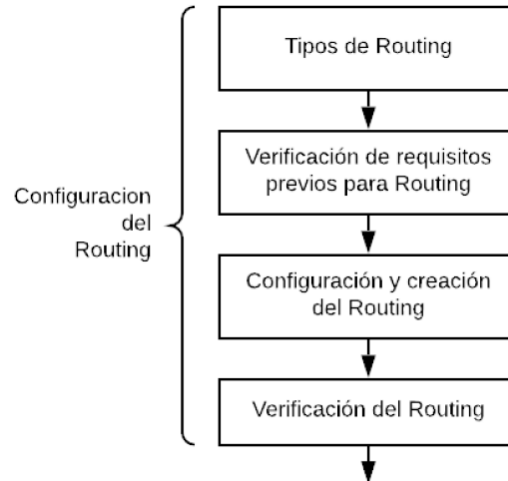 Tipos de Routing
Verificación de requisitos
previos para Routing
Configuracion
del
Routing
Configuración y creación
del Routing
Verificación del Routing